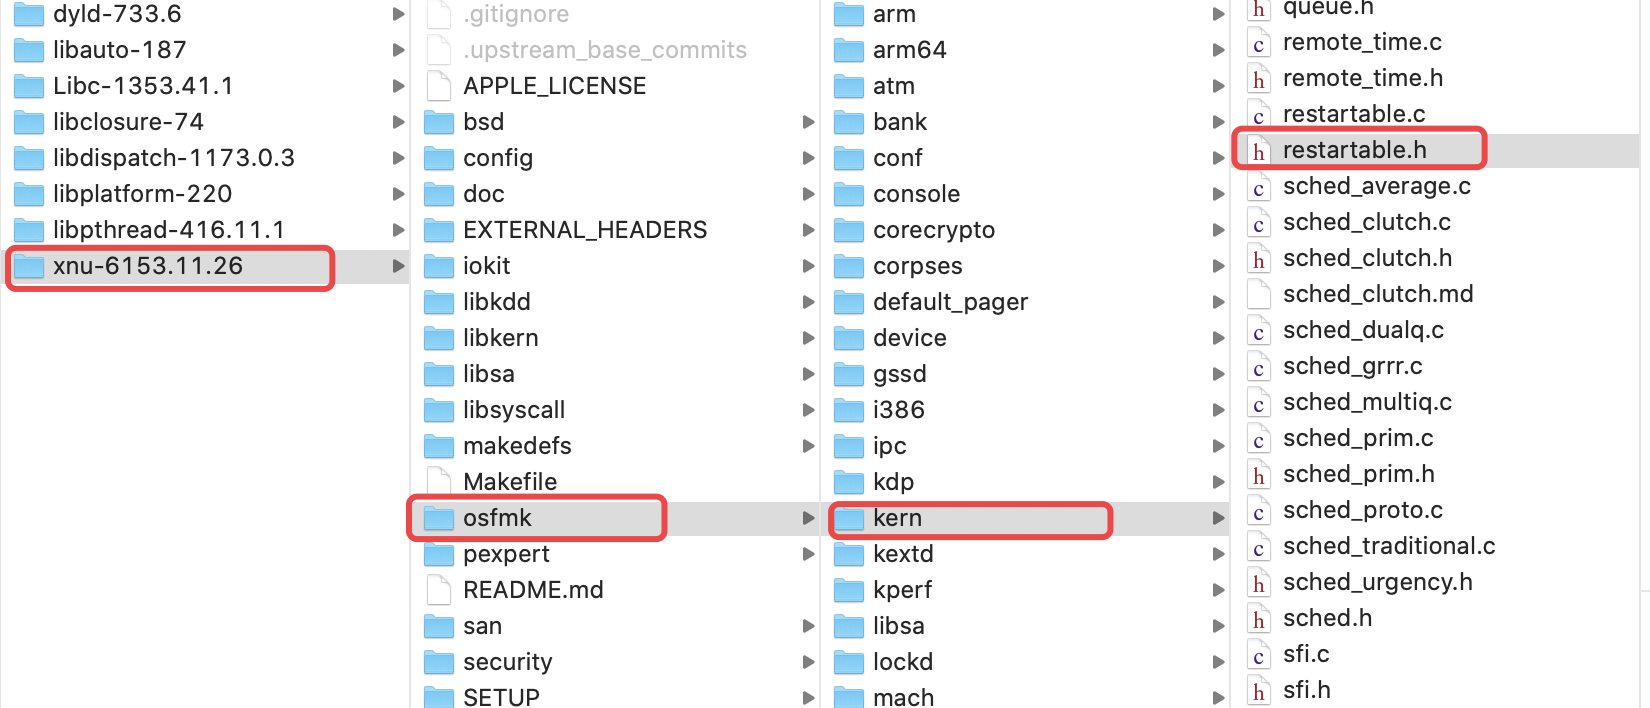 dyld-733.6
libauto-187
Libc-1353.41.1
libclosure-74
libdispatch-1173.0.3
libplatform-220
libpthread-416.11.1
xnu-6153.11.26
.gitignore
.upstream_base_commits
APPLE_LICENSE
bsd
config
doc
EXTERNAL_HEADERS
iokit
libkdd
libkern
libsa
libsyscall
makedefs
Makefile
osfmk
pexpert
README.md
san
security
SETUP
arm
arm64
atm
bank
conf
console
corecrypto
corpses
default_pager
device
gssd
i386
ipc
kdp
kern
kextd
kperf
libsa
lockd
mach
h queue.h
c remote_time.c
h remote_time.h
c restartable.c
h restartable.h
c sched_average.c
c sched_clutch.c
h sched_clutch.h
sched_clutch.md
c sched_dualq.c
c sched_grrr.c
c sched_multiq.c
c sched_prim.c
h sched_prim.h
c sched_proto.c
c sched_traditional.c
h sched_urgency.h
h sched.h
c sfi.c
h sfi.h